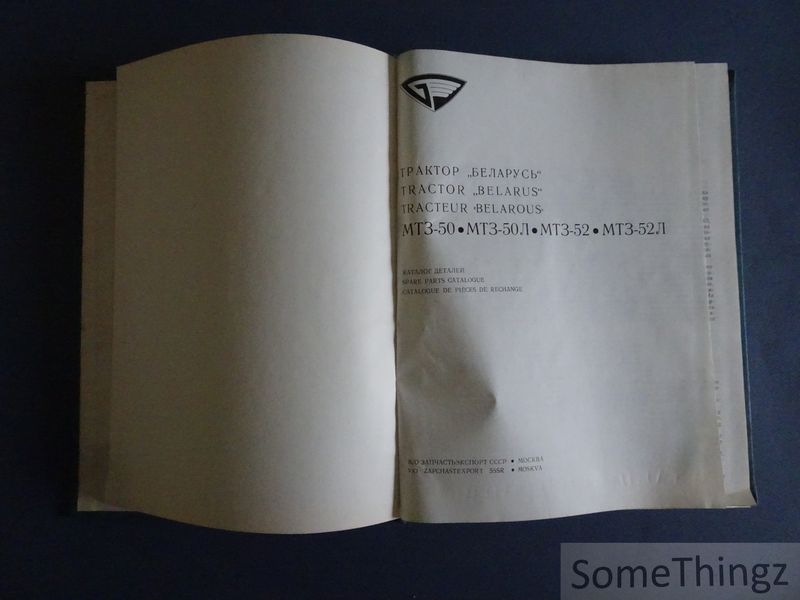 ТРАКТОР „БЕЛАРУСЬ“
TRACTOR „BELARUS“
TRACTEUR ‹BELAROUS›
МТЗ-50 • МТЗ-50Л • МТЗ-52 • МТЗ-52Л
КАТАЛОГ ДЕТАЛЕЙ
SPARE PARTS CATALOGUE
CATALOGUE DE PIÈCES DE RECHANGE
В/О ЗАПЧАСТЬЭКСПОРТ СССР • МОСКВА
V/O ZAPCHASTEXPORT SSSR • MOSKVA
SomeThingz